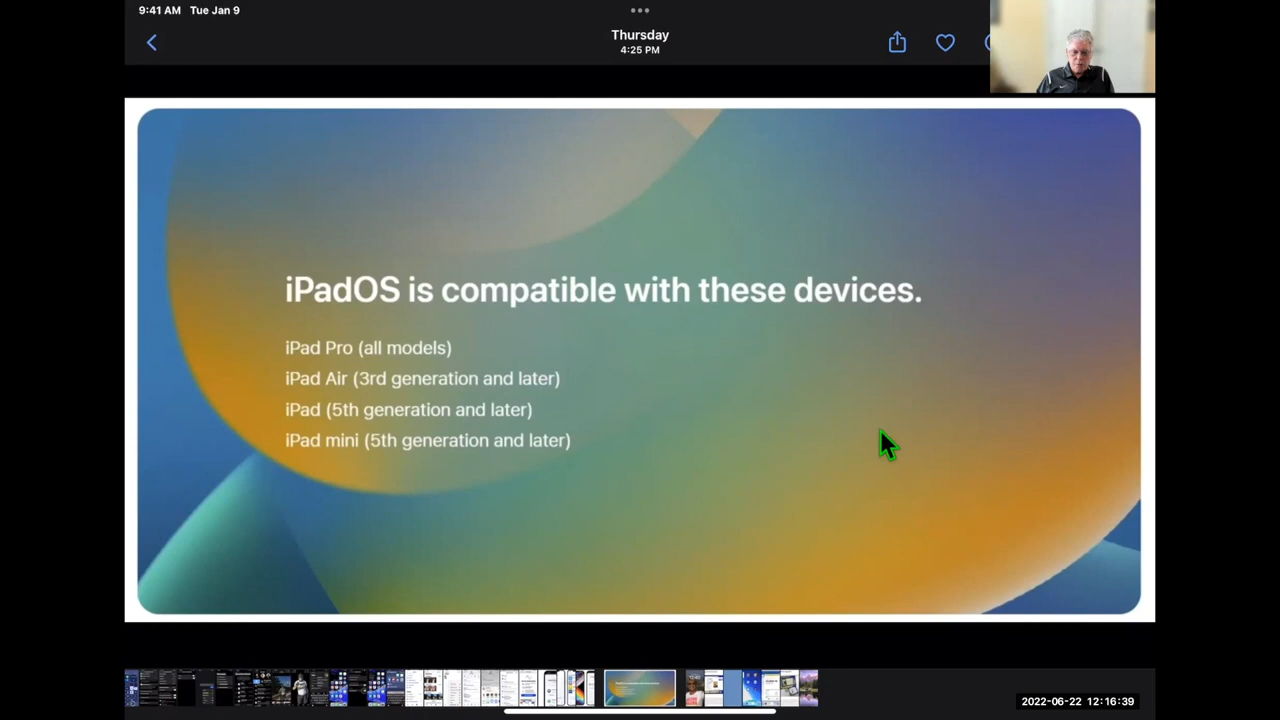 9:41 AM Tue Jan 9
Thursday
4:25 PM
iPadOS is compatible with these devices.
iPad Pro (all models)
iPad Air (3rd generation and later)
iPad (5th generation and later)
iPad mini (5th generation and later)
2022-06-22 12:16:39